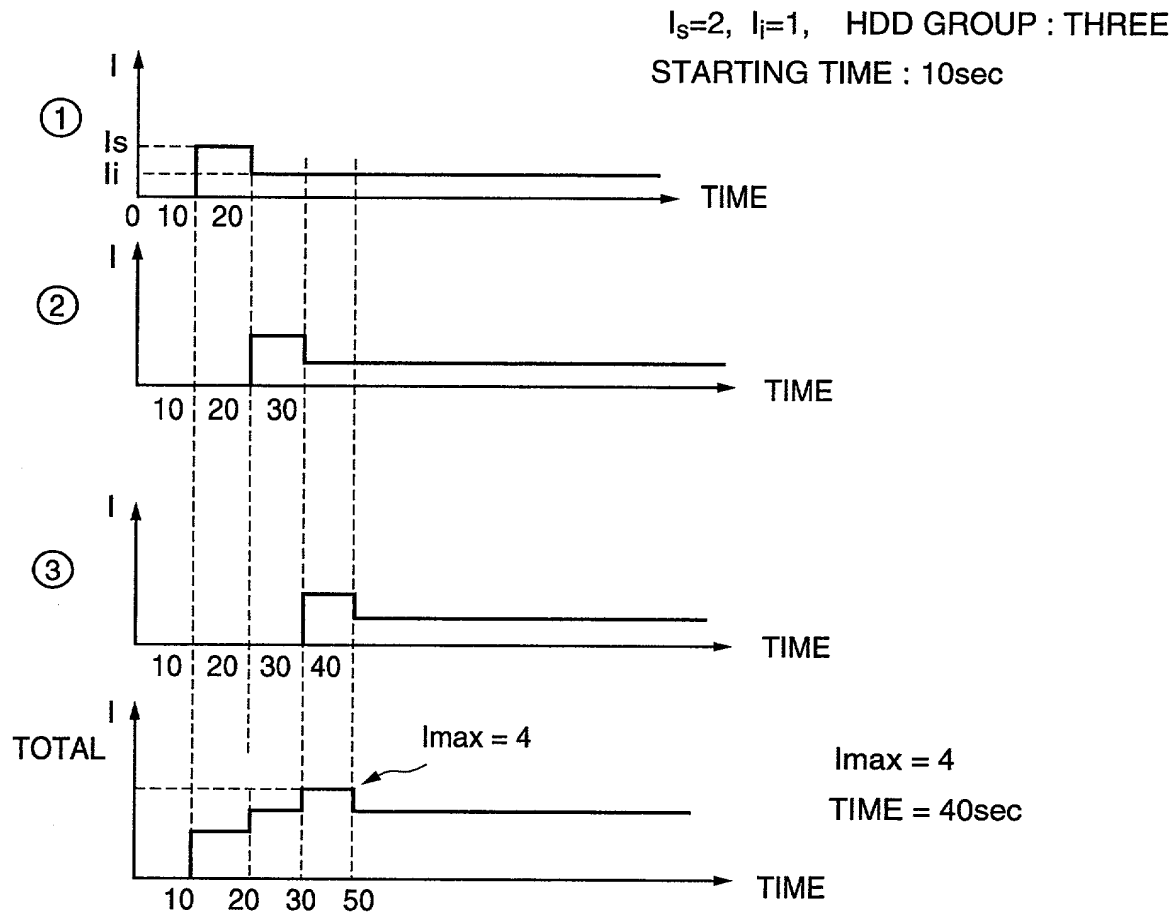 Is=2, Ii=1, HDD GROUP : THREE
STARTING TIME : 10sec
I
1
Is
Ii
TIME
0 10 20
I
2
TIME
10 20 30
I
3
TIME
10 20 30 40
I
TOTAL
Imax = 4
Imax = 4
TIME = 40sec
TIME
10 20 30 50